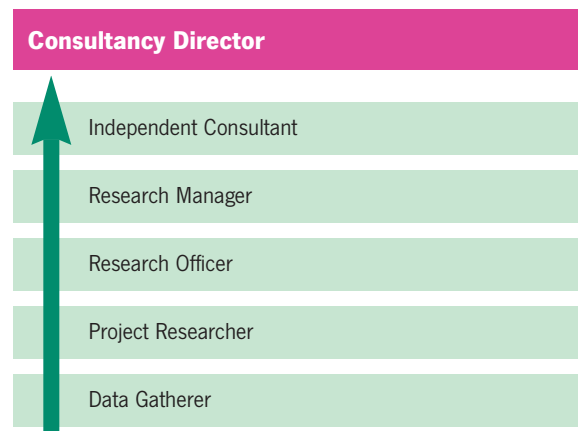 Consultancy Director
Independent Consultant
Research Manager
Research Officer
Project Researcher
Data Gatherer